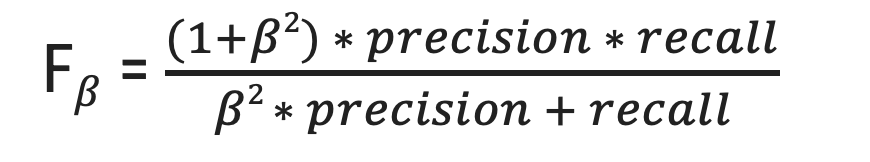 F_β = (1+β²) * precision * recall
β² * precision + recall